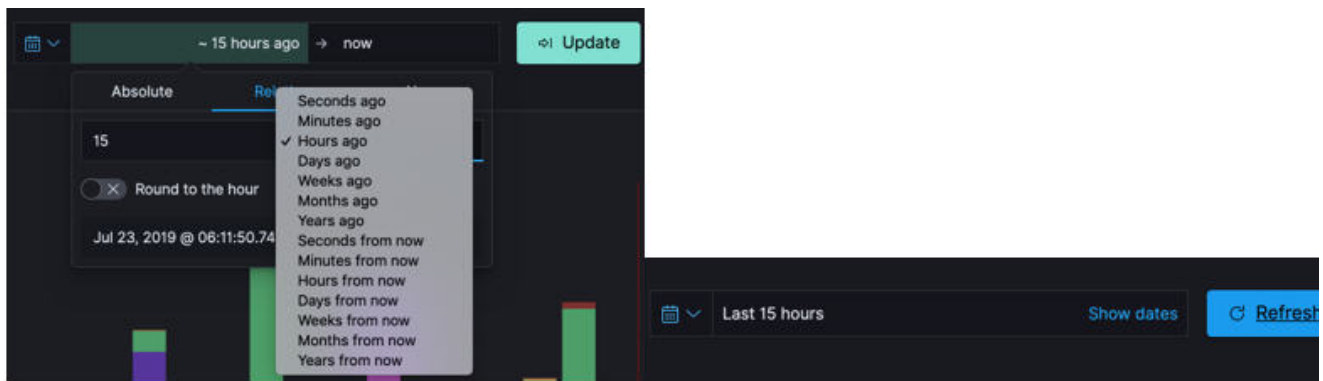 ~ 15 hours ago → now
Update
Absolute
15
Round to the hour
Jul 23, 2019 @ 06:11:50.74
Seconds ago
Minutes ago
✓ Hours ago
Days ago
Weeks ago
Months ago
Years ago
Seconds from now
Minutes from now
Hours from now
Days from now
Weeks from now
Months from now
Years from now
Last 15 hours
Show dates
Refresh